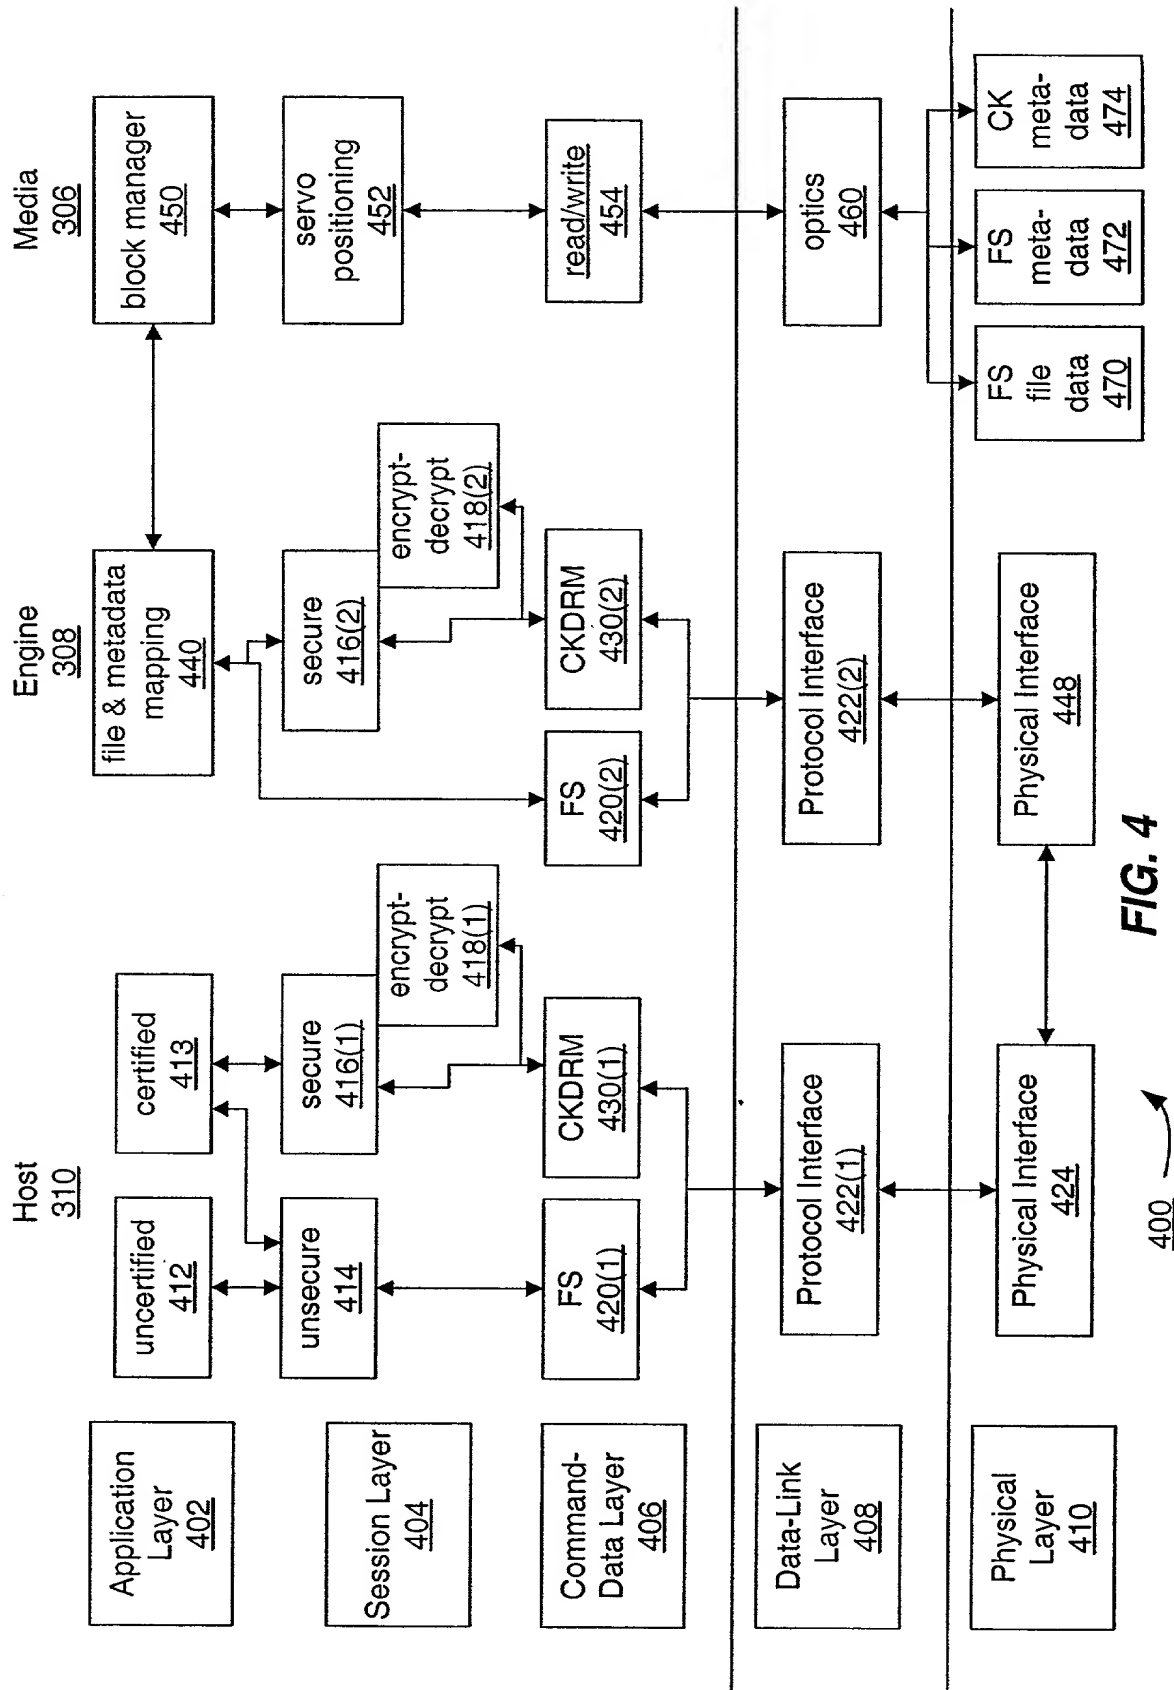 Host
310
Engine
308
Media
306
Application
Layer
402
uncertified
412
certified
413
file & metadata
mapping
440
block manager
450
Session Layer
404
unsecure
414
secure
416(1)
encrypt-
decrypt
418(1)
secure
416(2)
encrypt-
decrypt
418(2)
servo
positioning
452
Command-
Data Layer
406
FS
420(1)
CKDRM
430(1)
FS
420(2)
CKDRM
430(2)
read/write
454
Data-Link
Layer
408
Protocol Interface
422(1)
Protocol Interface
422(2)
optics
460
Physical
Layer
410
Physical Interface
424
Physical Interface
448
FS
file
data
470
FS
meta-
data
472
CK
meta-
data
474
400
FIG. 4